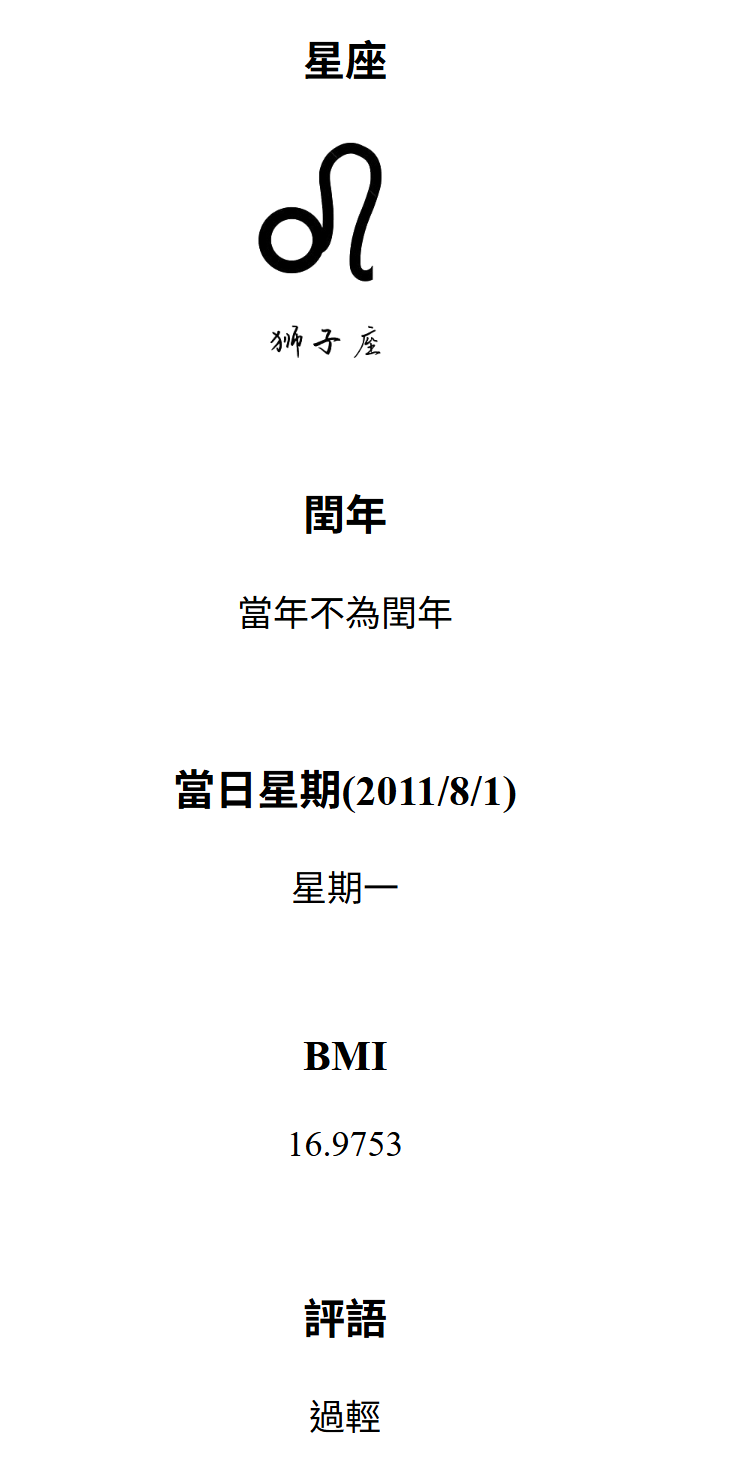 星座
狮子座
閏年
當年不為閏年
當日星期(2011/8/1)
星期一
BMI
16.9753
評語
過輕